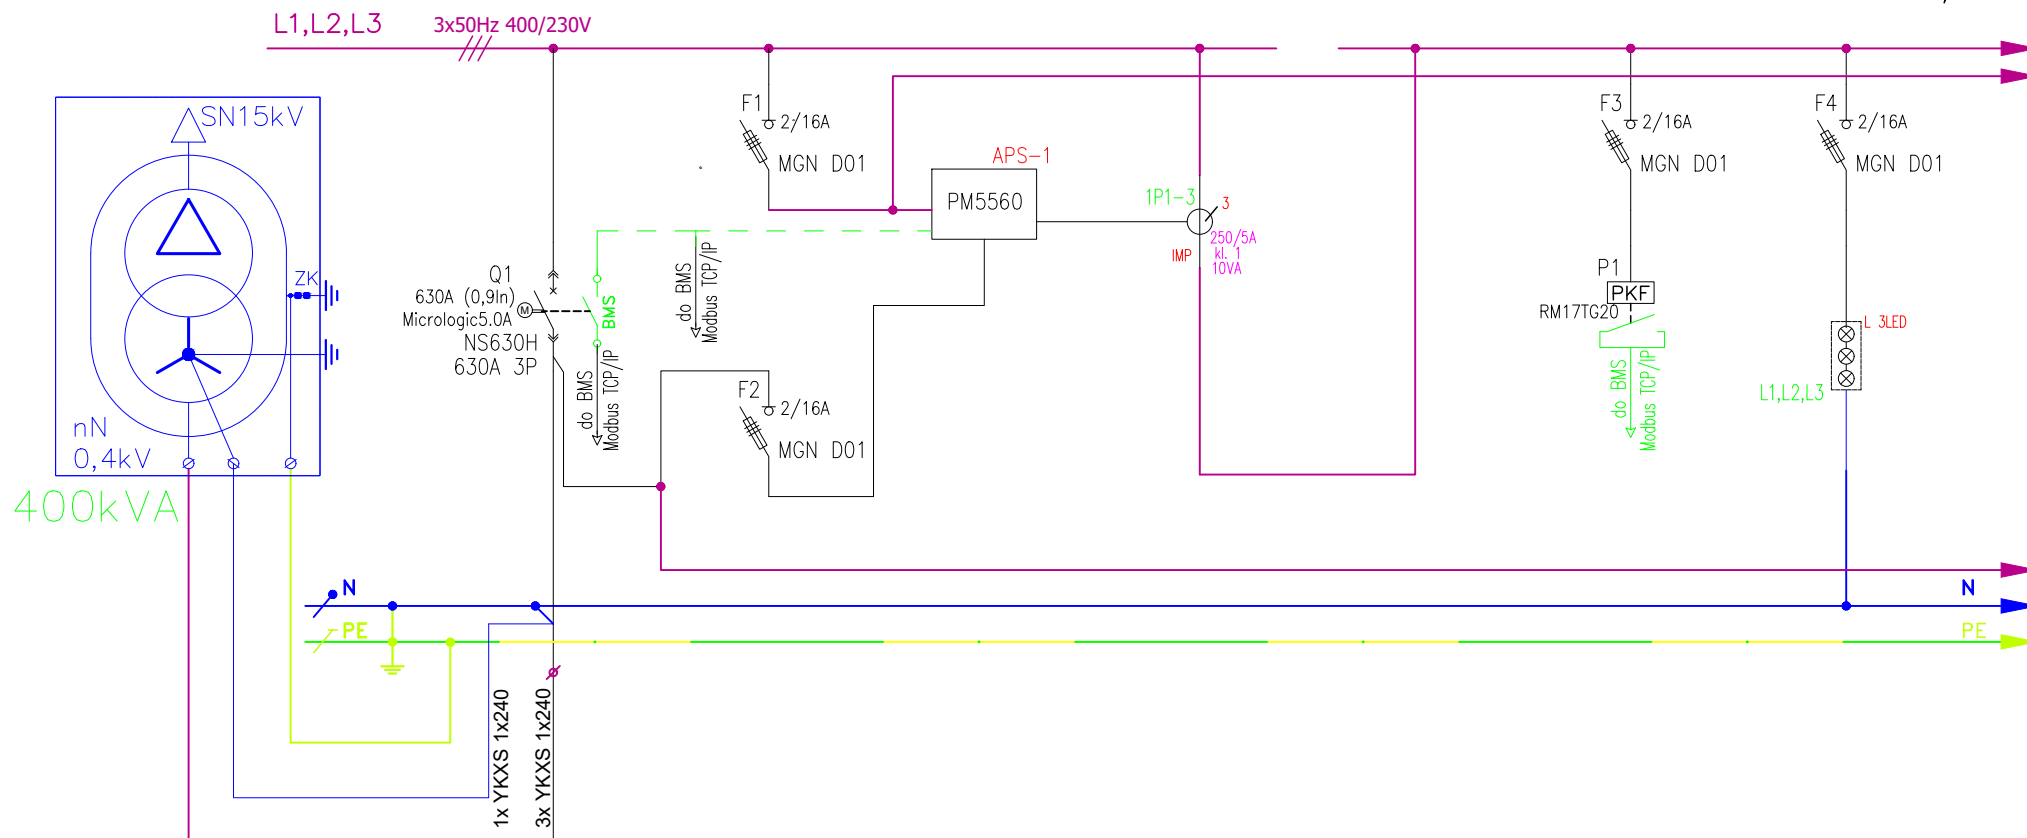 L1,L2,L3
3x50Hz 400/230V
SN15kV
ZK
nN
0,4kV
400kVA
Q1
630A (0,9In)
Micrologic5.0A
M
NS630H
630A 3P
BMS
do BMS
Modbus TCP/IP
do BMS
Modbus TCP/IP
F1
2/16A
MGN D01
F2
2/16A
MGN D01
APS-1
PM5560
1P1-3
3
250/5A
kl. 1
10VA
IMP
F3
2/16A
MGN D01
P1
PKF
RM17TG20
do BMS
Modbus TCP/IP
F4
2/16A
MGN D01
L 3LED
L1,L2,L3
N
N
PE
PE
1x YKXS 1x240
3x YKXS 1x240